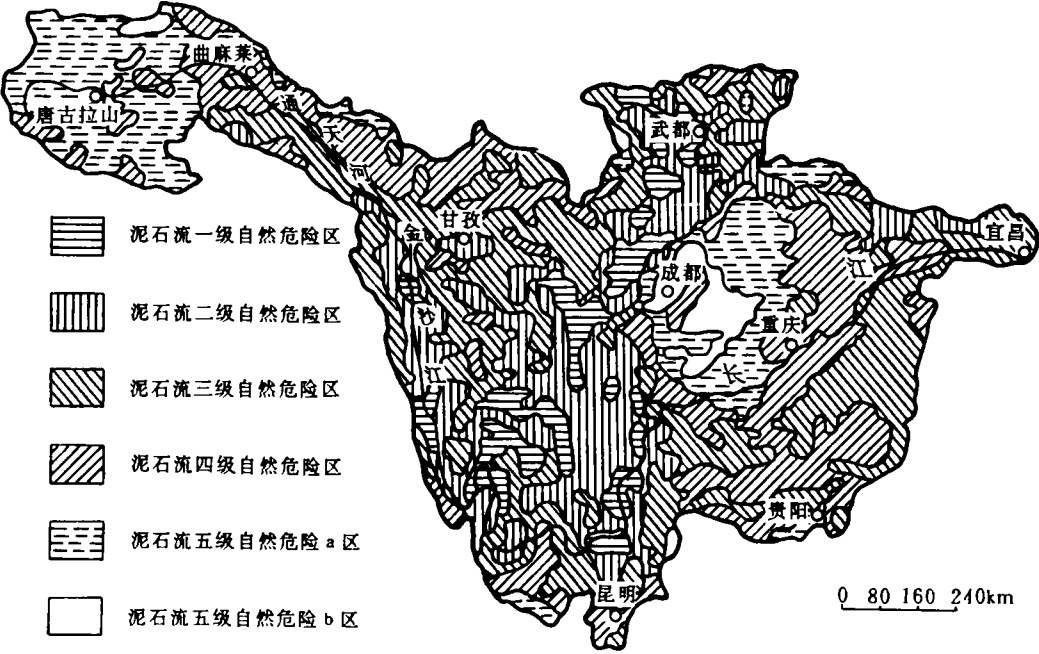 曲麻莱
唐古拉山
通
天
河
武都
甘孜
金
沙
江
成都
重庆
长
江
宜昌
贵阳
昆明
泥石流一级自然危险区
泥石流二级自然危险区
泥石流三级自然危险区
泥石流四级自然危险区
泥石流五级自然危险a区
泥石流五级自然危险b区
0 80 160 240km